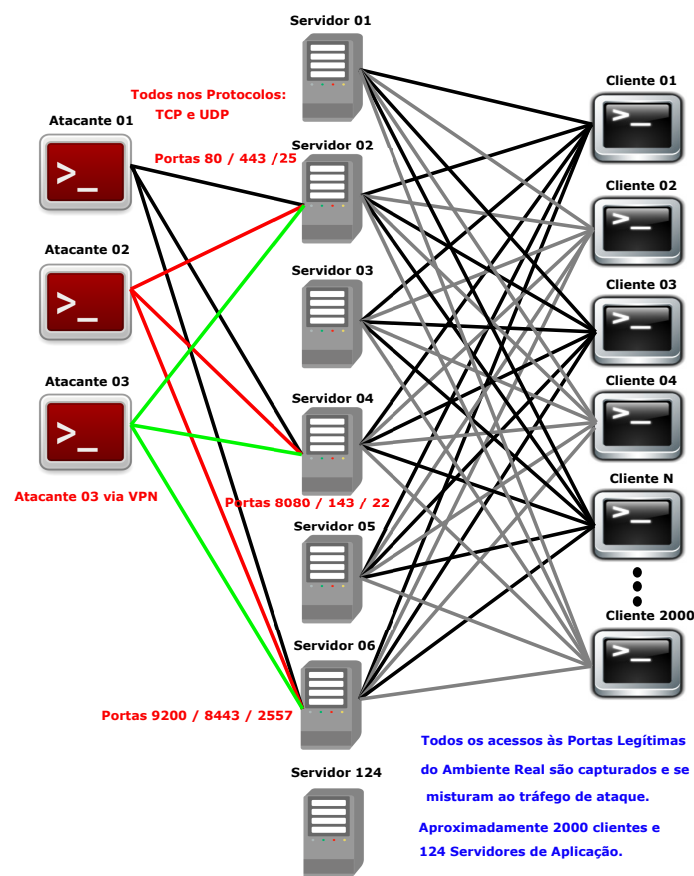 Servidor 01
Todos nos Protocolos:
TCP e UDP
Cliente 01
>_
Atacante 01
>_
Portas 80 / 443 /25
Servidor 02
Cliente 02
>_
Atacante 02
>_
Servidor 03
Cliente 03
>_
Atacante 03
>_
Servidor 04
Cliente 04
>_
Atacante 03 via VPN
Portas 8080 / 143 / 22
Cliente N
>_
Servidor 05
Cliente 2000
>_
Servidor 06
Portas 9200 / 8443 / 2557
Todos os acessos às Portas Legítimas
do Ambiente Real são capturados e se
misturam ao tráfego de ataque.
Servidor 124
Aproximadamente 2000 clientes e
124 Servidores de Aplicação.